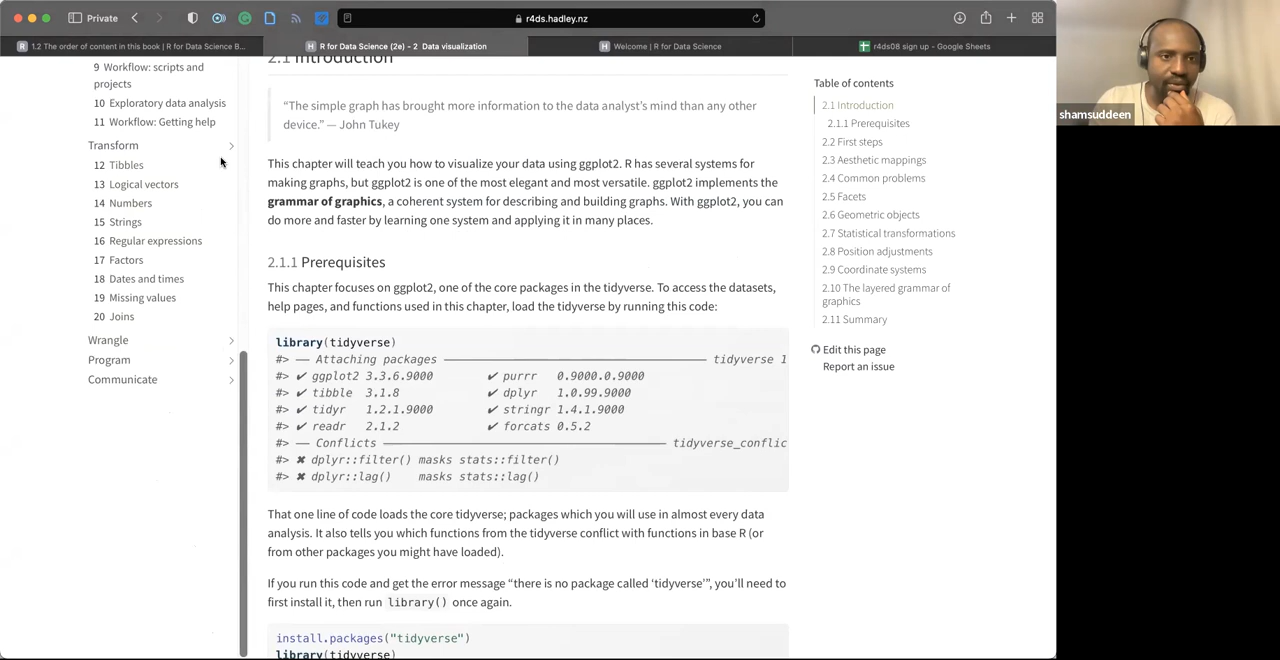 Private
r4ds.hadley.nz
1.2 The order of content in this book | R for Data Science B...
R for Data Science (2e) - 2 Data visualization
Welcome | R for Data Science
r4ds08 sign up - Google Sheets
9 Workflow: scripts and
projects
10 Exploratory data analysis
11 Workflow: Getting help
Transform
12 Tibbles
13 Logical vectors
14 Numbers
15 Strings
16 Regular expressions
17 Factors
18 Dates and times
19 Missing values
20 Joins
Wrangle
Program
Communicate
2.1 Introduction
“The simple graph has brought more information to the data analyst’s mind than any other
device.” — John Tukey
This chapter will teach you how to visualize your data using ggplot2. R has several systems for
making graphs, but ggplot2 is one of the most elegant and most versatile. ggplot2 implements the
grammar of graphics, a coherent system for describing and building graphs. With ggplot2, you can
do more and faster by learning one system and applying it in many places.
2.1.1 Prerequisites
This chapter focuses on ggplot2, one of the core packages in the tidyverse. To access the datasets,
help pages, and functions used in this chapter, load the tidyverse by running this code:
library(tidyverse)
#> ── Attaching packages ──────────────── tidyverse 1
#> ✔ ggplot2 3.3.6.9000 ✔ purrr 0.9000.0.9000
#> ✔ tibble 3.1.8 ✔ dplyr 1.0.99.9000
#> ✔ tidyr 1.2.1.9000 ✔ stringr 1.4.1.9000
#> ✔ readr 2.1.2 ✔ forcats 0.5.2
#> ── Conflicts ──────────────── tidyverse_conflic
#> ✖ dplyr::filter() masks stats::filter()
#> ✖ dplyr::lag() masks stats::lag()
That one line of code loads the core tidyverse; packages which you will use in almost every data
analysis. It also tells you which functions from the tidyverse conflict with functions in base R (or
from other packages you might have loaded).
If you run this code and get the error message “there is no package called ‘tidyverse’”, you’ll need to
first install it, then run library() once again.
install.packages("tidyverse")
library(tidyverse)
Table of contents
2.1 Introduction
2.1.1 Prerequisites
2.2 First steps
2.3 Aesthetic mappings
2.4 Common problems
2.5 Facets
2.6 Geometric objects
2.7 Statistical transformations
2.8 Position adjustments
2.9 Coordinate systems
2.10 The layered grammar of
graphics
2.11 Summary
Edit this page
Report an issue
shamsuddeen